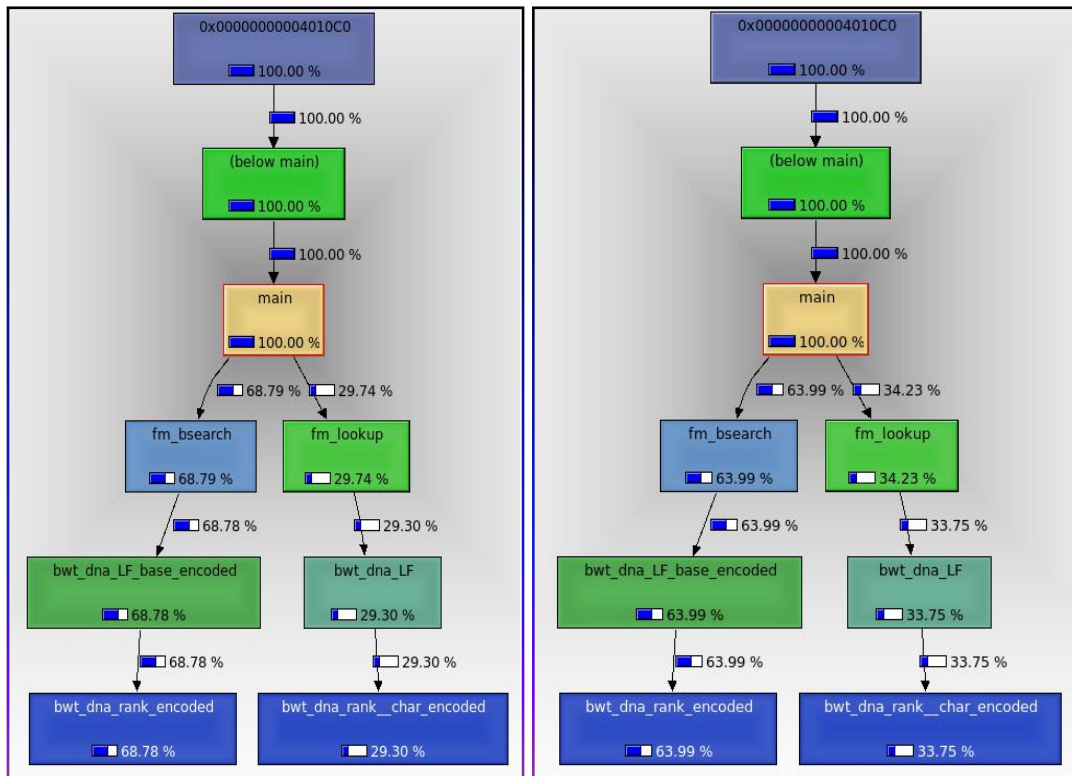 0x00000000004010C0
100.00 %
100.00 %
(below main)
100.00 %
100.00 %
main
100.00 %
68.79 %
29.74 %
fm_bsearch
68.79 %
fm_lookup
29.74 %
68.78 %
29.30 %
bwt_dna_LF_base_encoded
68.78 %
bwt_dna_LF
29.30 %
68.78 %
29.30 %
bwt_dna_rank_encoded
68.78 %
bwt_dna_rank__char_encoded
29.30 %
0x00000000004010C0
100.00 %
100.00 %
(below main)
100.00 %
100.00 %
main
100.00 %
63.99 %
34.23 %
fm_bsearch
63.99 %
fm_lookup
34.23 %
63.99 %
33.75 %
bwt_dna_LF_base_encoded
63.99 %
bwt_dna_LF
33.75 %
63.99 %
33.75 %
bwt_dna_rank_encoded
63.99 %
bwt_dna_rank__char_encoded
33.75 %